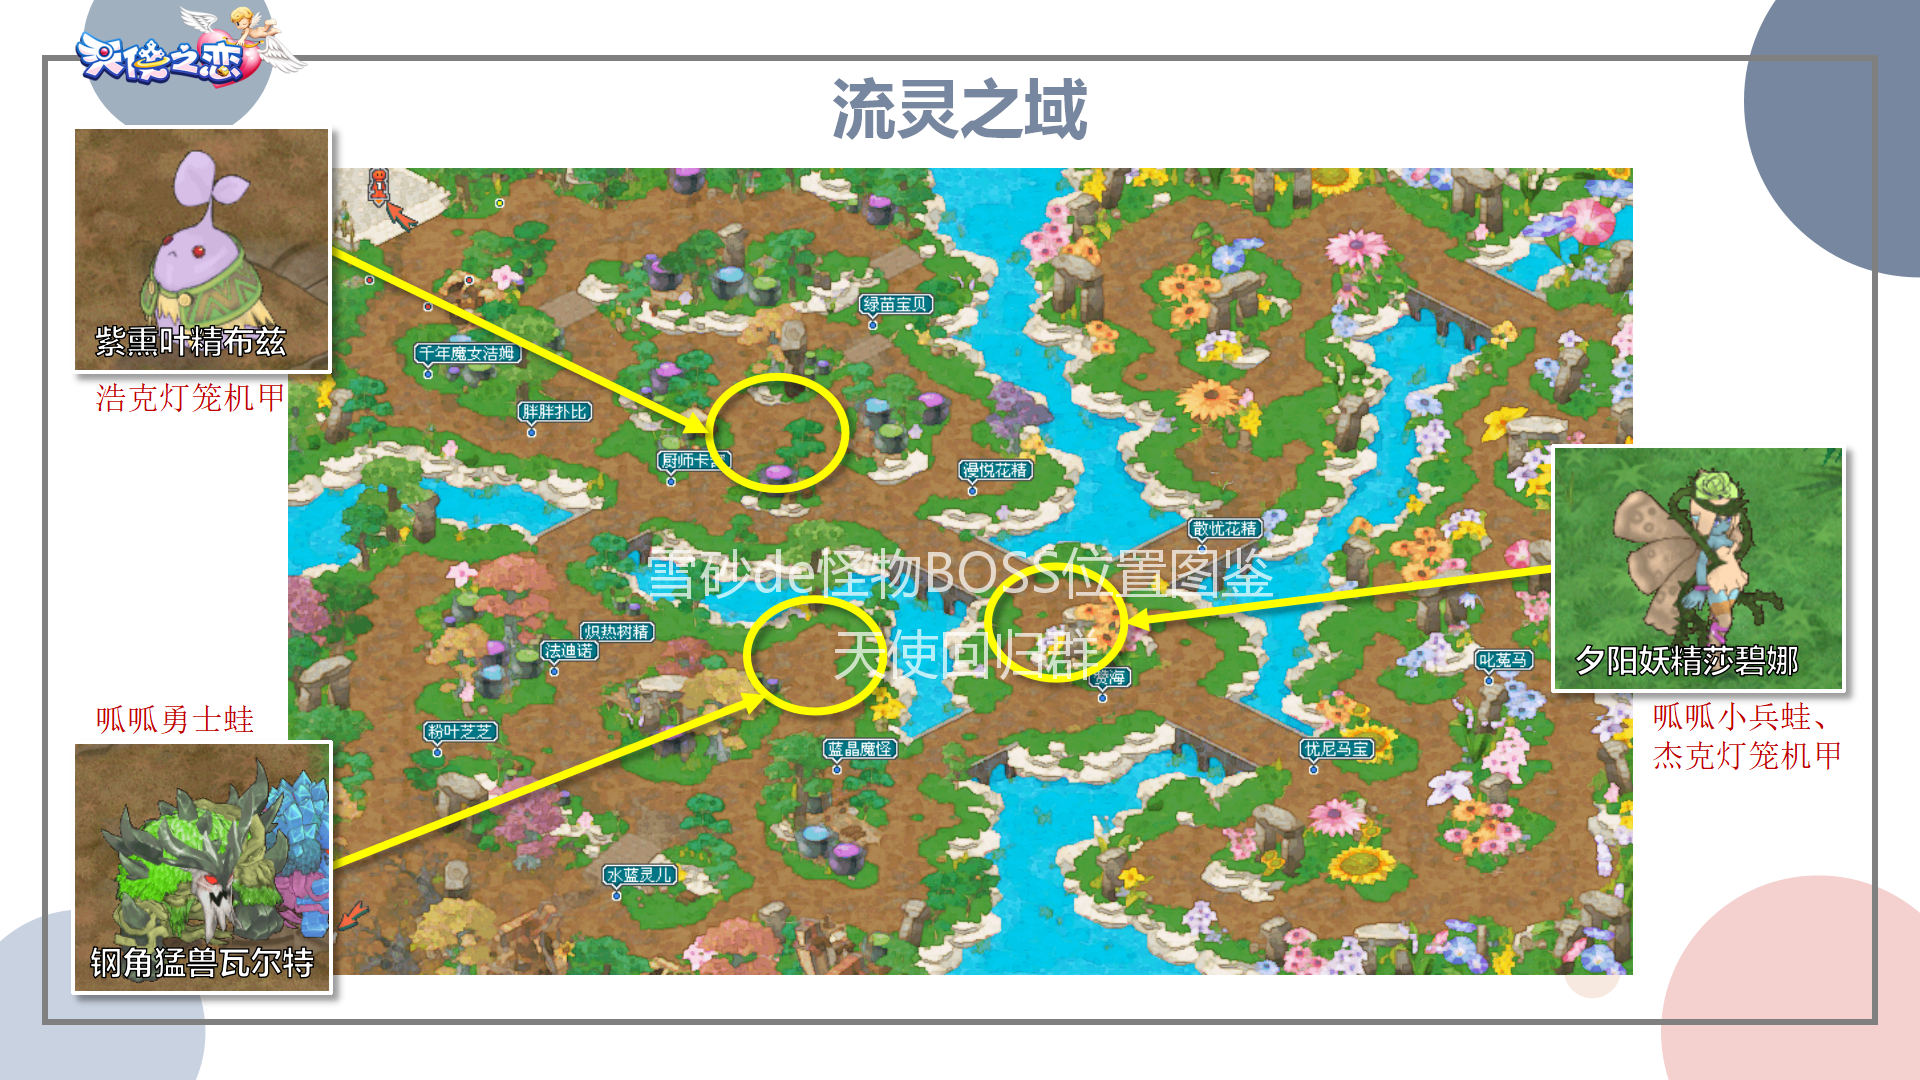 天使之恋
流灵之域
紫熏叶精布兹
浩克灯笼机甲
绿苗宝贝
千年魔女洁姆
胖胖扑比
厨师卡
漫悦花精
散忧花精
雪砂de怪物BOSS位置图鉴
天使回归群
炽热树精
法迪诺
赞海
叱菟马
夕阳妖精莎碧娜
呱呱小兵蛙、
杰克灯笼机甲
呱呱勇士蛙
粉叶芝芝
蓝晶魔怪
优尼马宝
水蓝灵儿
钢角猛兽瓦尔特